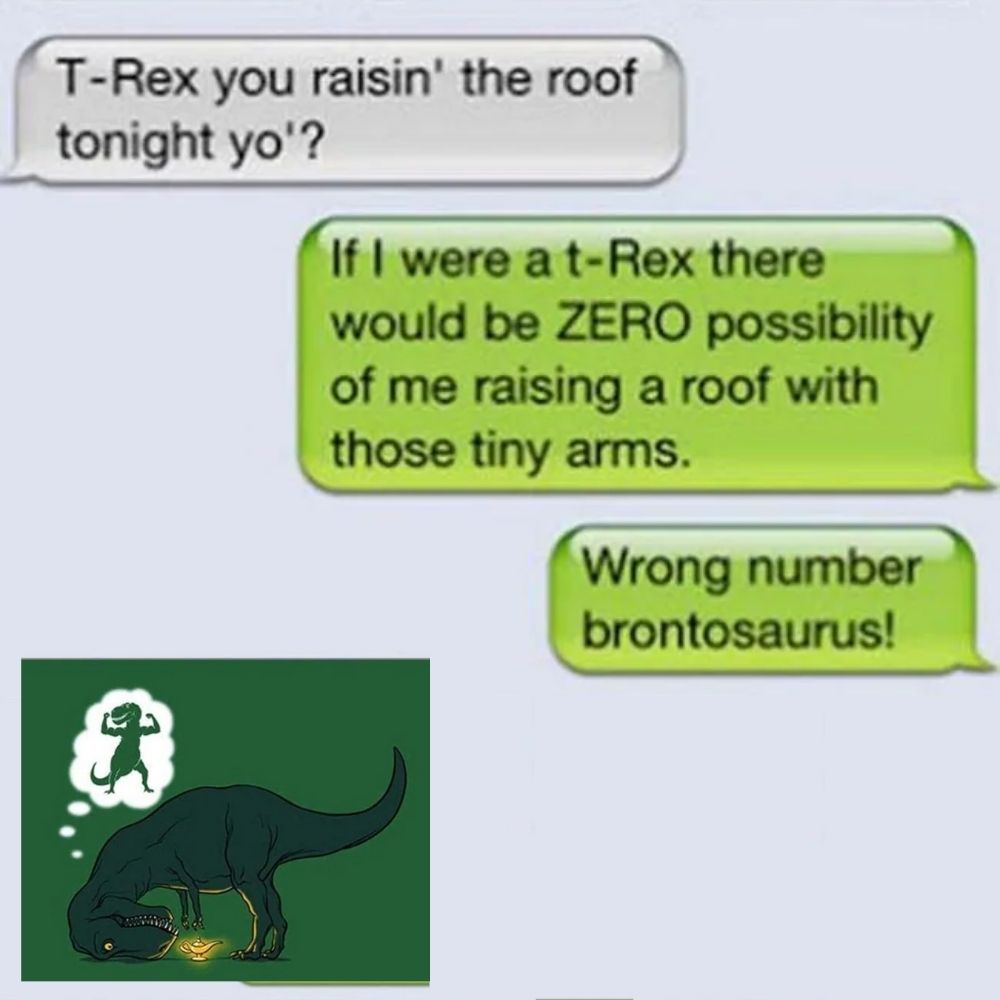 T-Rex you raisin' the roof
tonight yo'?
If I were a t-Rex there
would be ZERO possibility
of me raising a roof with
those tiny arms.
Wrong number
brontosaurus!